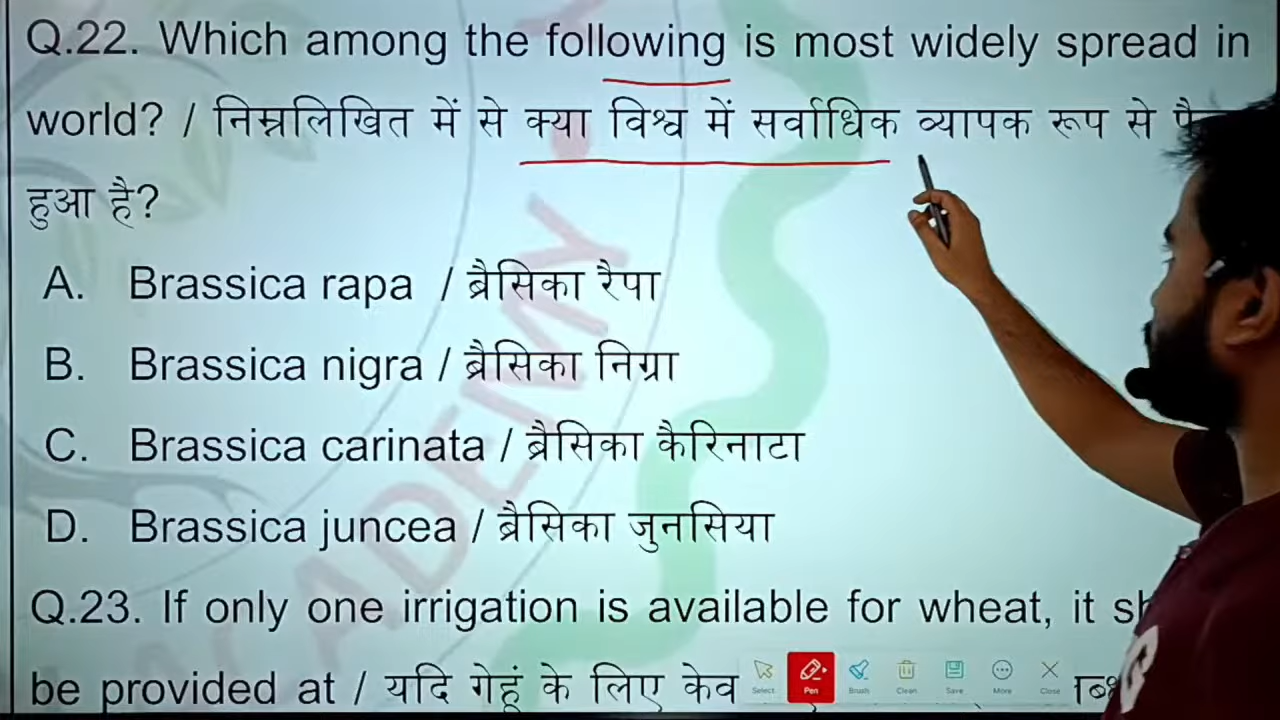 Q.22. Which among the following is most widely spread in
world? / निम्नलिखित में से क्या विश्व में सर्वाधिक व्यापक रूप से
हुआ है?
A. Brassica rapa / ब्रैसिका रैपा
B. Brassica nigra / ब्रैसिका निग्रा
C. Brassica carinata / ब्रैसिका कैरिनाटा
D. Brassica juncea / ब्रैसिका जुनसिया
Q.23. If only one irrigation is available for wheat, it
be provided at / यदि गेहूं के लिए
Select Pen Brush Clean Save More Close
ACADEMY